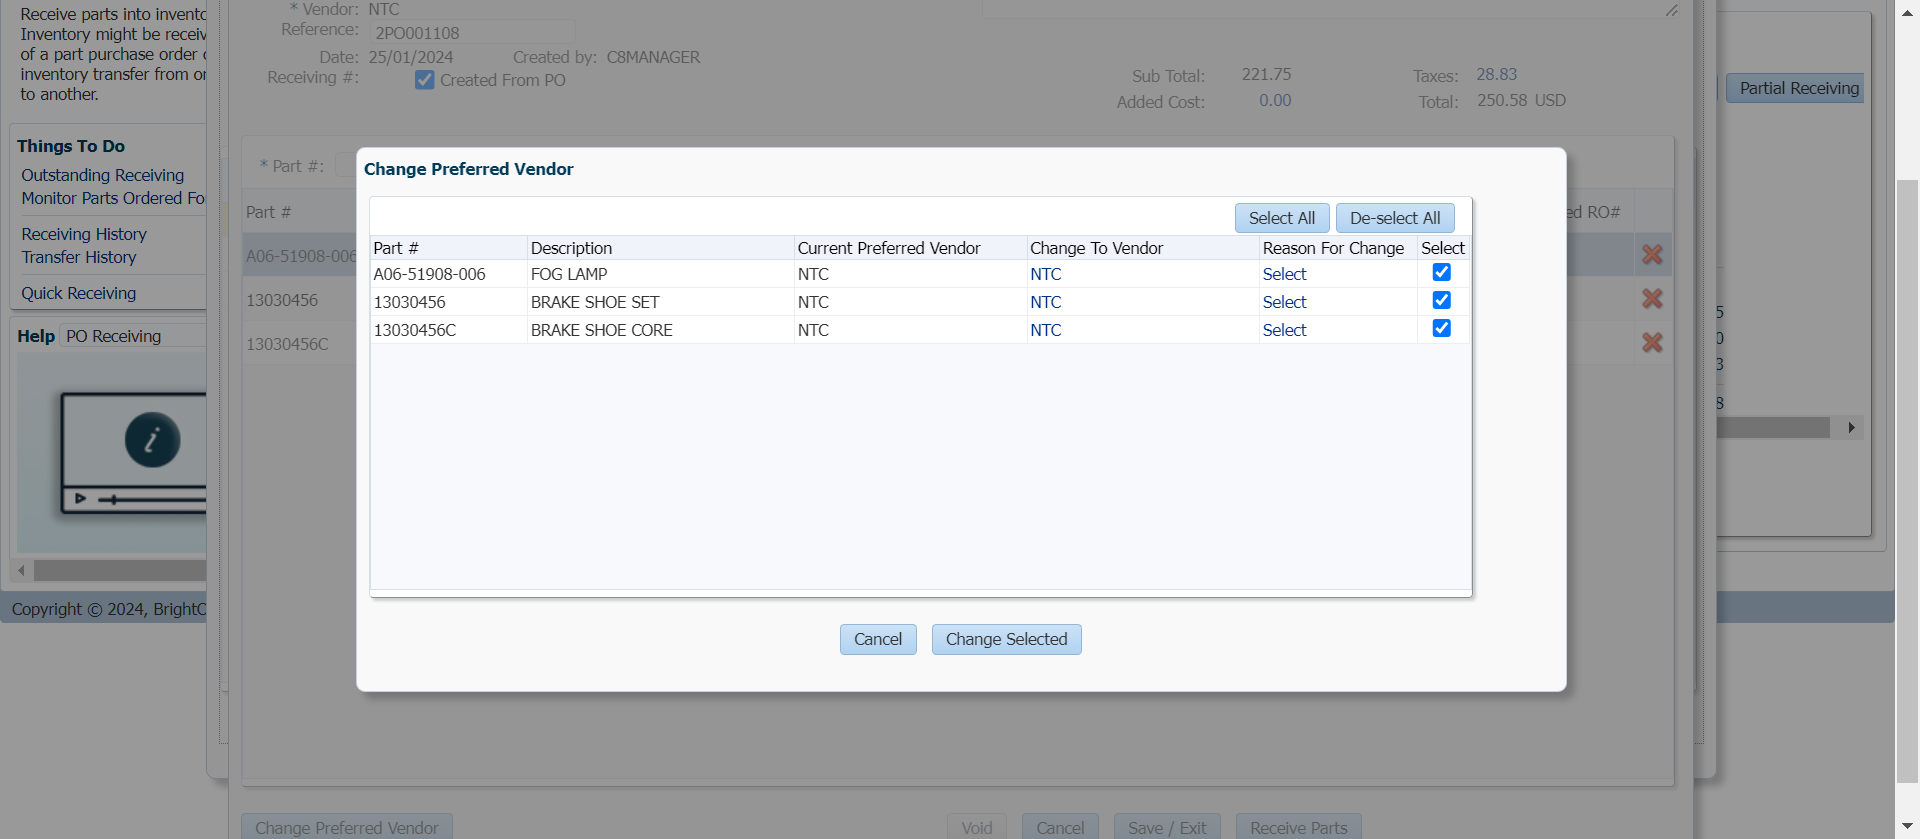 Receive parts into invento
Inventory might be receiv
of a part purchase order
inventory transfer from or
to another.
Things To Do
Outstanding Receiving
Monitor Parts Ordered Fo
Receiving History
Transfer History
Quick Receiving
Help PO Receiving
Copyright © 2024, Bright
* Vendor: NTC
Reference: 2PO001108
Date: 25/01/2024 Created by: C8MANAGER
Receiving #: Created From PO
Sub Total: 221.75 Taxes: 28.83
Added Cost: 0.00 Total: 250.58 USD
Partial Receiving
* Part #:
Part # ed RO#
A06-51908-006
13030456
13030456C
5
0
3
8
Change Preferred Vendor
Select All De-select All
Part # Description Current Preferred Vendor Change To Vendor Reason For Change Select
A06-51908-006 FOG LAMP NTC NTC Select
13030456 BRAKE SHOE SET NTC NTC Select
13030456C BRAKE SHOE CORE NTC NTC Select
Cancel Change Selected
Change Preferred Vendor Void Cancel Save / Exit Receive Parts